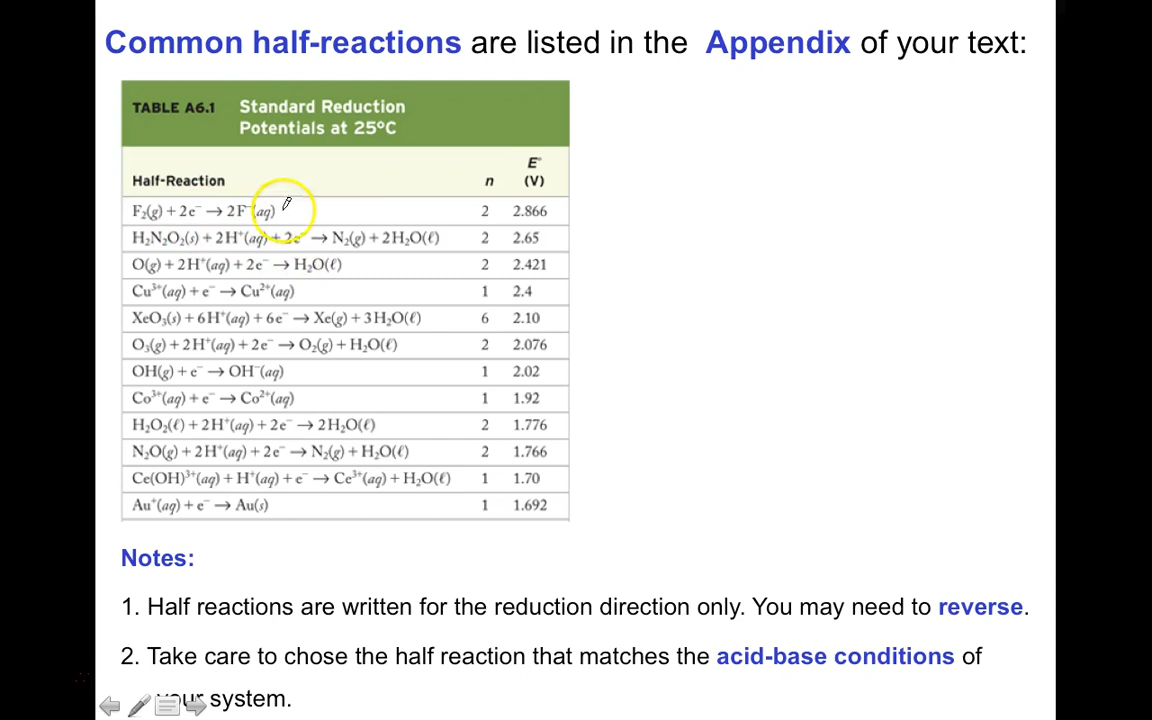 Common half-reactions are listed in the Appendix of your text:
TABLE A6.1 Standard Reduction
Potentials at 25°C
Half-Reaction n E° (V)
F₂(g) + 2e⁻ → 2F⁻(aq) 2 2.866
H₂N₂O₂(s) + 2H⁺(aq) + 2e⁻ → N₂(g) + 2H₂O(ℓ) 2 2.65
O(g) + 2H⁺(aq) + 2e⁻ → H₂O(ℓ) 2 2.421
Cu³⁺(aq) + e⁻ → Cu²⁺(aq) 1 2.4
XeO₃(s) + 6H⁺(aq) + 6e⁻ → Xe(g) + 3H₂O(ℓ) 6 2.10
O₃(g) + 2H⁺(aq) + 2e⁻ → O₂(g) + H₂O(ℓ) 2 2.076
OH(g) + e⁻ → OH⁻(aq) 1 2.02
Co³⁺(aq) + e⁻ → Co²⁺(aq) 1 1.92
H₂O₂(ℓ) + 2H⁺(aq) + 2e⁻ → 2H₂O(ℓ) 2 1.776
N₂O(g) + 2H⁺(aq) + 2e⁻ → N₂(g) + H₂O(ℓ) 2 1.766
Ce(OH)³⁺(aq) + H⁺(aq) + e⁻ → Ce³⁺(aq) + H₂O(ℓ) 1 1.70
Au⁺(aq) + e⁻ → Au(s) 1 1.692
Notes:
1. Half reactions are written for the reduction direction only. You may need to reverse.
2. Take care to chose the half reaction that matches the acid-base conditions of
your system.